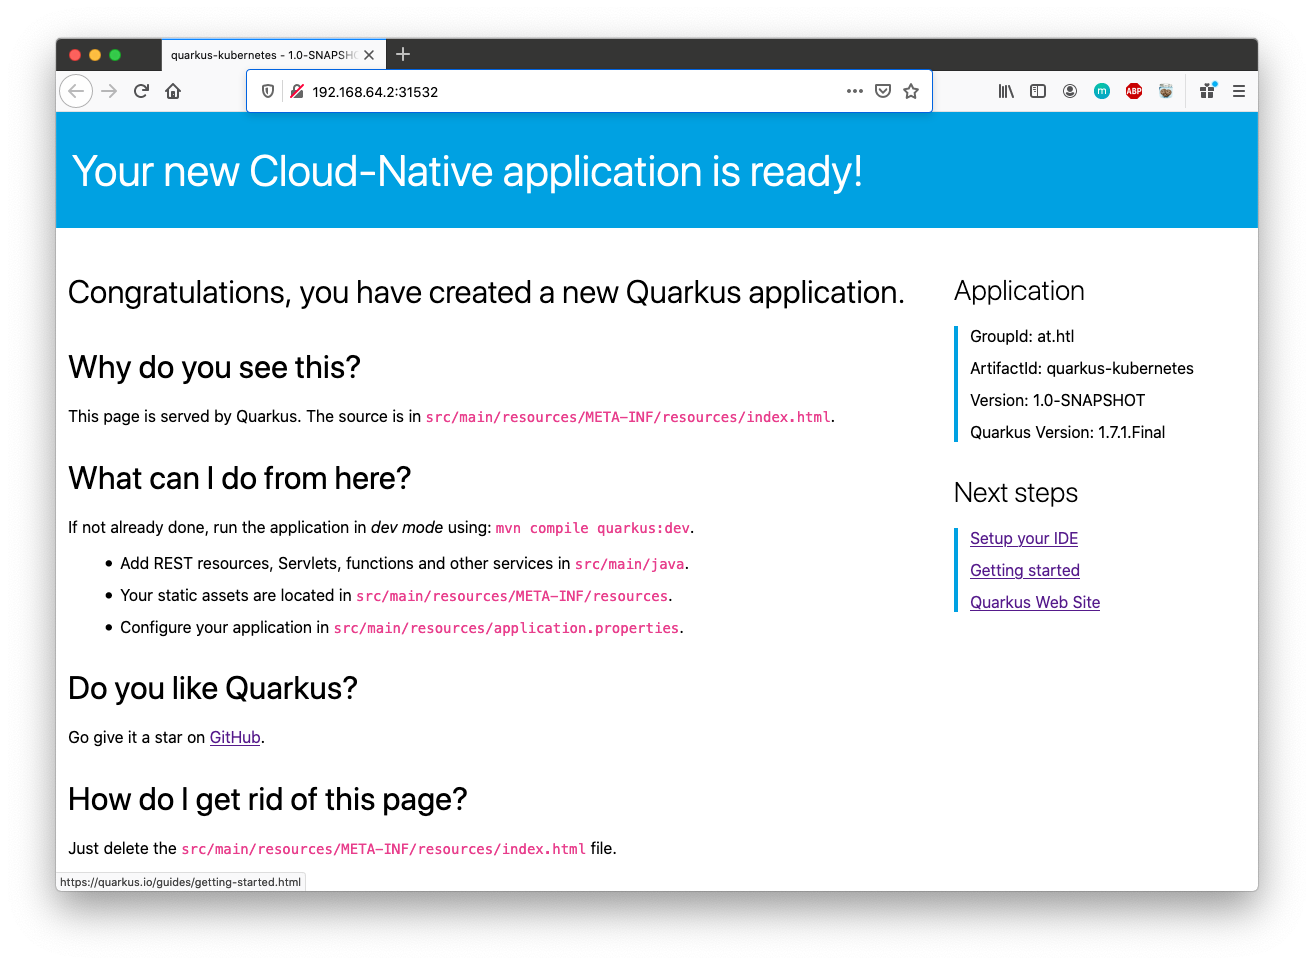 quarkus-kubernetes - 1.0-SNAPSHO
192.168.64.2:31532
m
ABP
Your new Cloud-Native application is ready!
Congratulations, you have created a new Quarkus application.
Why do you see this?
This page is served by Quarkus. The source is in src/main/resources/META-INF/resources/index.html.
What can I do from here?
If not already done, run the application in dev mode using: mvn compile quarkus:dev.
• Add REST resources, Servlets, functions and other services in src/main/java.
• Your static assets are located in src/main/resources/META-INF/resources.
• Configure your application in src/main/resources/application.properties.
Do you like Quarkus?
Go give it a star on GitHub.
How do I get rid of this page?
Just delete the src/main/resources/META-INF/resources/index.html file.
Application
GroupId: at.htl
ArtifactId: quarkus-kubernetes
Version: 1.0-SNAPSHOT
Quarkus Version: 1.7.1.Final
Next steps
Setup your IDE
Getting started
Quarkus Web Site
https://quarkus.io/guides/getting-started.html